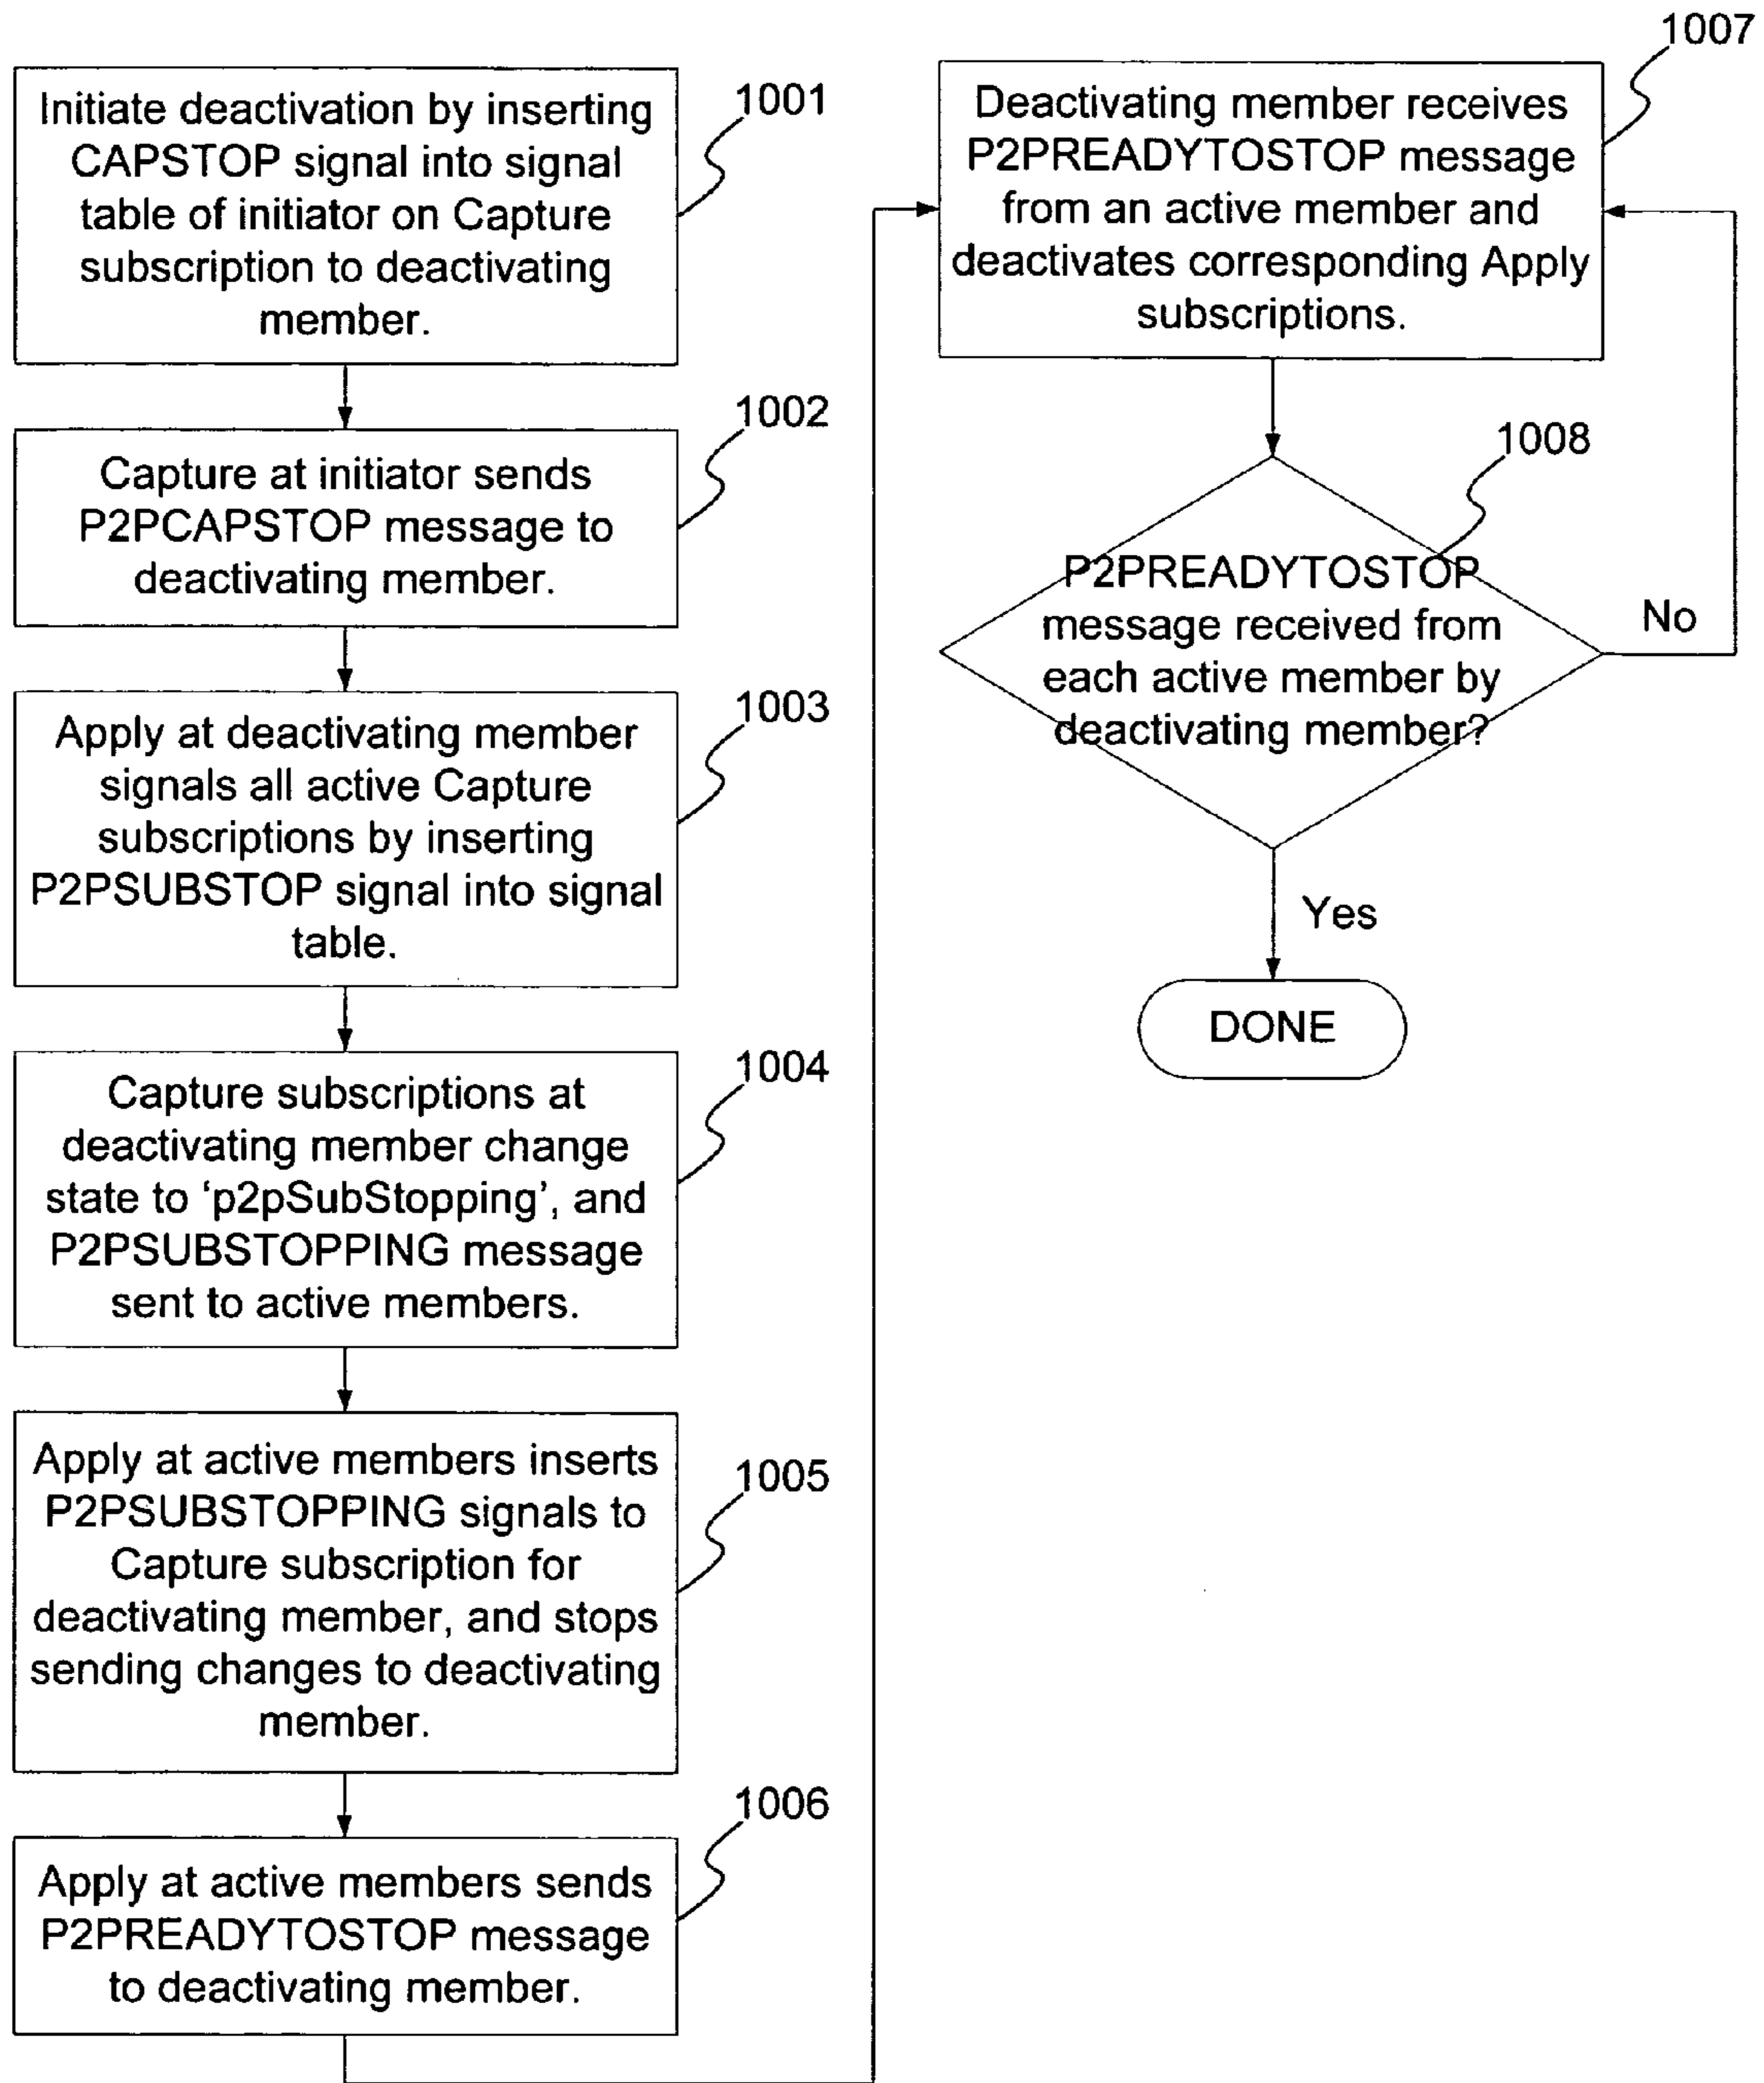 Initiate deactivation by inserting
CAPSTOP signal into signal
table of initiator on Capture
subscription to deactivating
member.
1001
Capture at initiator sends
P2PCAPSTOP message to
deactivating member.
1002
Apply at deactivating member
signals all active Capture
subscriptions by inserting
P2PSUBSTOP signal into signal
table.
1003
Capture subscriptions at
deactivating member change
state to ‘p2pSubStopping’, and
P2PSUBSTOPPING message
sent to active members.
1004
Apply at active members inserts
P2PSUBSTOPPING signals to
Capture subscription for
deactivating member, and stops
sending changes to deactivating
member.
1005
Apply at active members sends
P2PREADYTOSTOP message
to deactivating member.
1006
Deactivating member receives
P2PREADYTOSTOP message
from an active member and
deactivates corresponding Apply
subscriptions.
1007
P2PREADYTOSTOP
message received from
each active member by
deactivating member?
1008
No
Yes
DONE